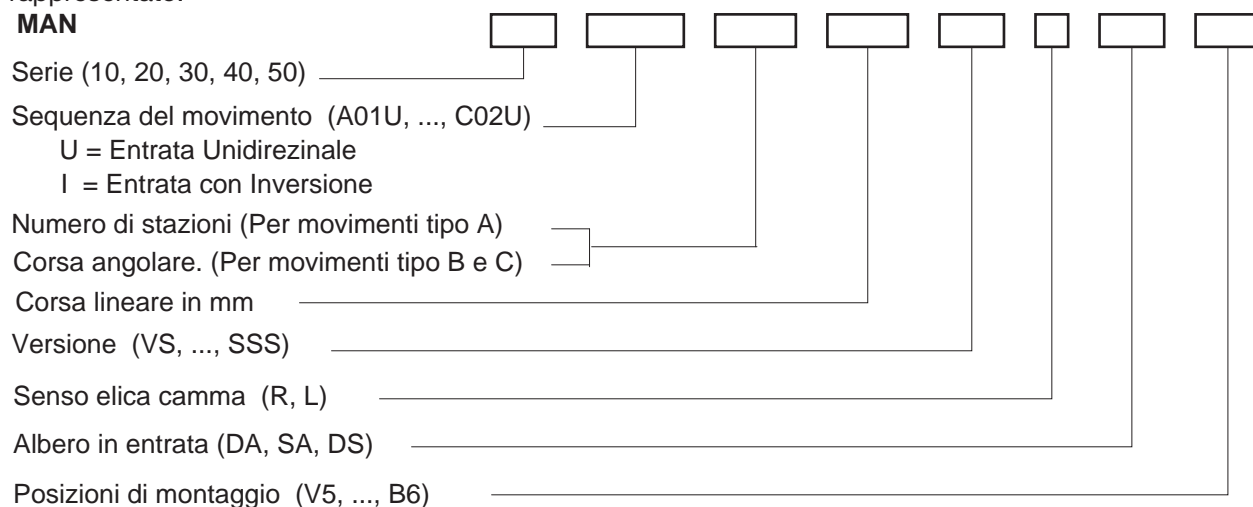 rappresentato.
MAN
Serie (10, 20, 30, 40, 50)
Sequenza del movimento (A01U, ..., C02U)
U = Entrata Unidirezinale
I = Entrata con Inversione
Numero di stazioni (Per movimenti tipo A)
Corsa angolare. (Per movimenti tipo B e C)
Corsa lineare in mm
Versione (VS, ..., SSS)
Senso elica camma (R, L)
Albero in entrata (DA, SA, DS)
Posizioni di montaggio (V5, ..., B6)